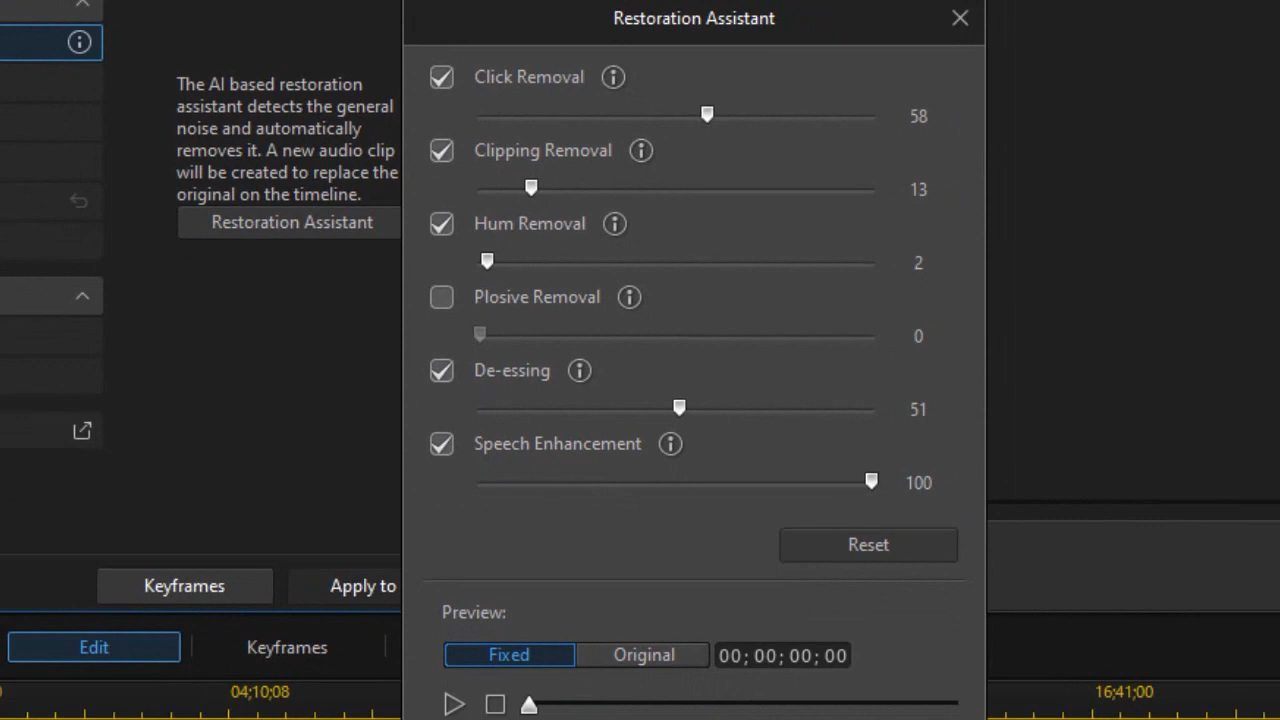 Restoration Assistant
Click Removal
58
Clipping Removal
13
Hum Removal
2
Plosive Removal
0
De-essing
51
Speech Enhancement
100
Reset
Preview:
Fixed
Original
00; 00; 00; 00
The AI based restoration
assistant detects the general
noise and automatically
removes it. A new audio clip
will be created to replace the
original on the timeline.
Restoration Assistant
Keyframes
Apply to
Edit
Keyframes
04;10;08
16;41;00